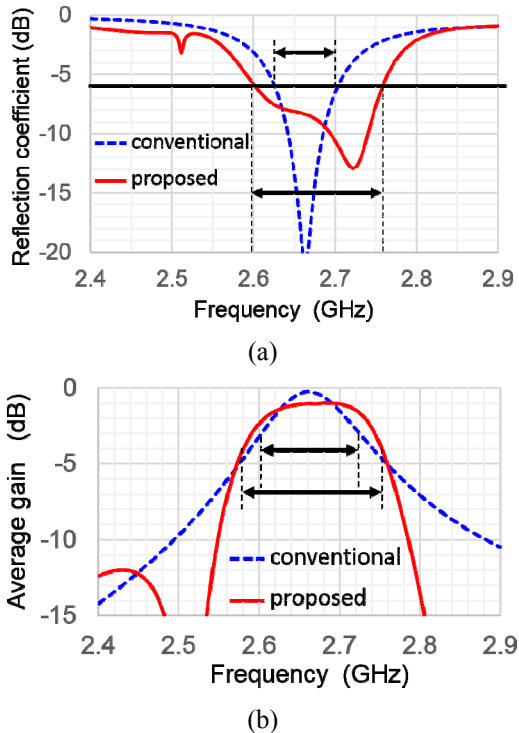 Reflection coefficient (dB)
0
-5
-10
-15
-20
conventional
proposed
2.4 2.5 2.6 2.7 2.8 2.9
Frequency (GHz)
(a)
Average gain (dB)
0
-5
-10
-15
conventional
proposed
2.4 2.5 2.6 2.7 2.8 2.9
Frequency (GHz)
(b)